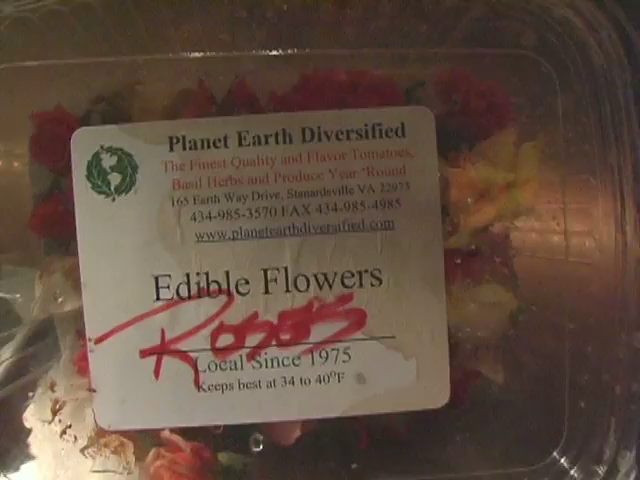 Planet Earth Diversified
The Finest Quality and Flavor Tomatoes,
Basil Herbs and Produce Year 'Round
165 Earth Way Drive, Stanardsville VA 22973
434-985-3570 FAX 434-985-4985
www.planetearthdiversified.com
Edible Flowers
Roses
Local Since 1975
Keeps best at 34 to 40°F